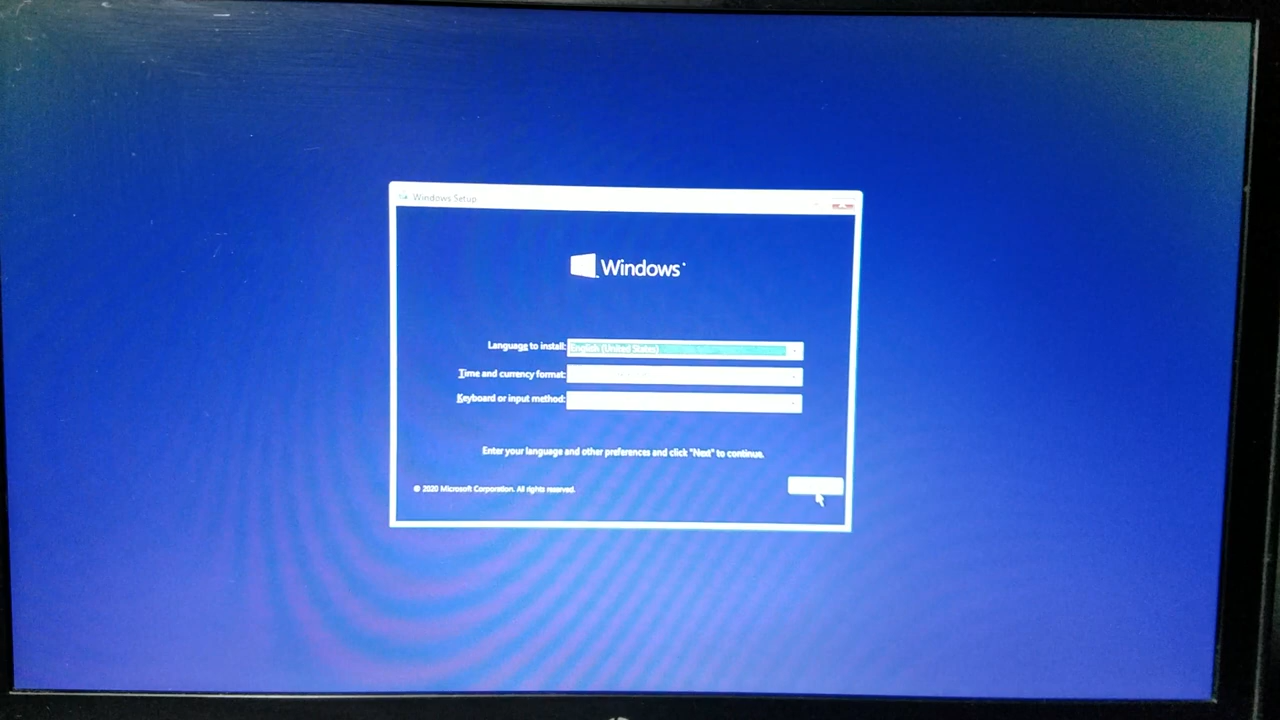 Windows Setup
Windows
Language to install: English (United States)
Time and currency format:
Keyboard or input method:
Enter your language and other preferences and click "Next" to continue.
© 2020 Microsoft Corporation. All rights reserved.